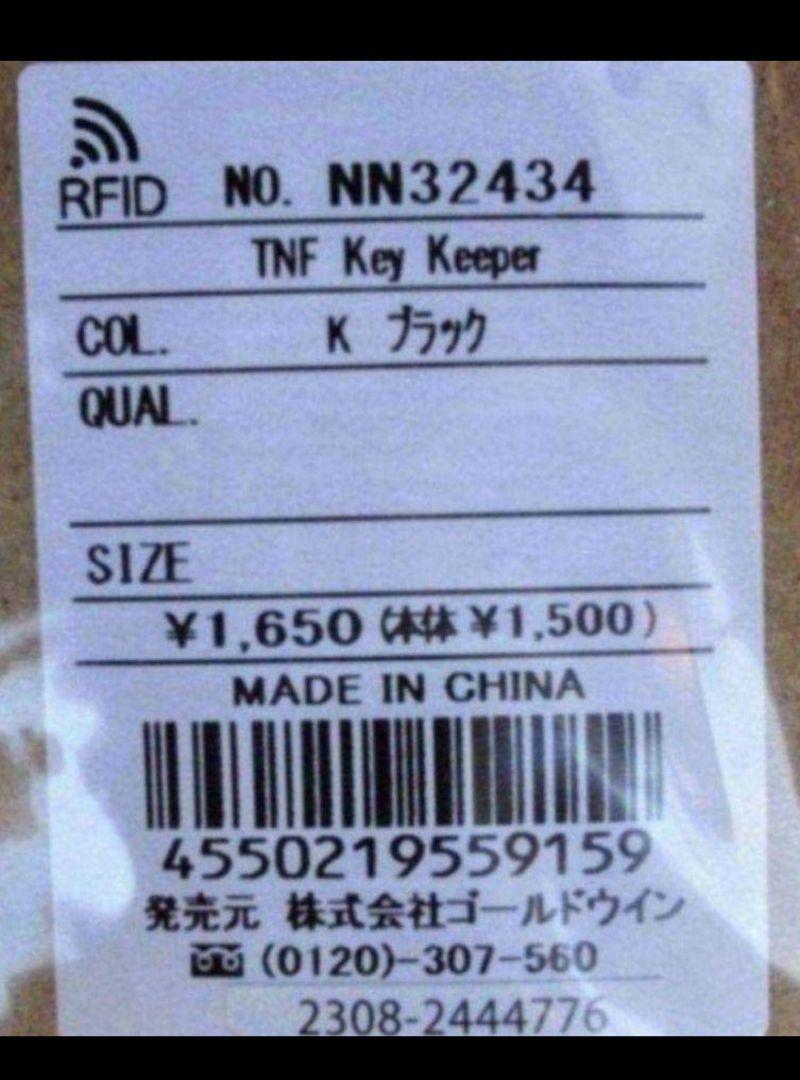 RFID NO. NN32434
TNF Key Keeper
COL. K ブラック
QUAL.
SIZE
¥1,650(本体¥1,500)
MADE IN CHINA
4550219559159
発売元 株式会社ゴールドウイン
(0120)-307-560
2308-2444776